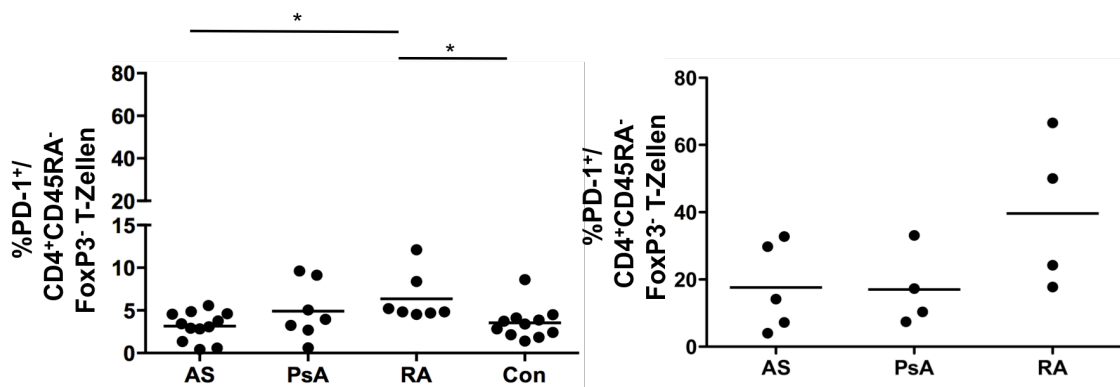 *
*
%PD-1⁺/
CD4⁺CD45RA⁻
FoxP3⁻ T-Zellen
80
60
40
20
15
10
5
0
AS PsA RA Con
%PD-1⁺/
CD4⁺CD45RA⁻
FoxP3⁻ T-Zellen
80
60
40
20
0
AS PsA RA